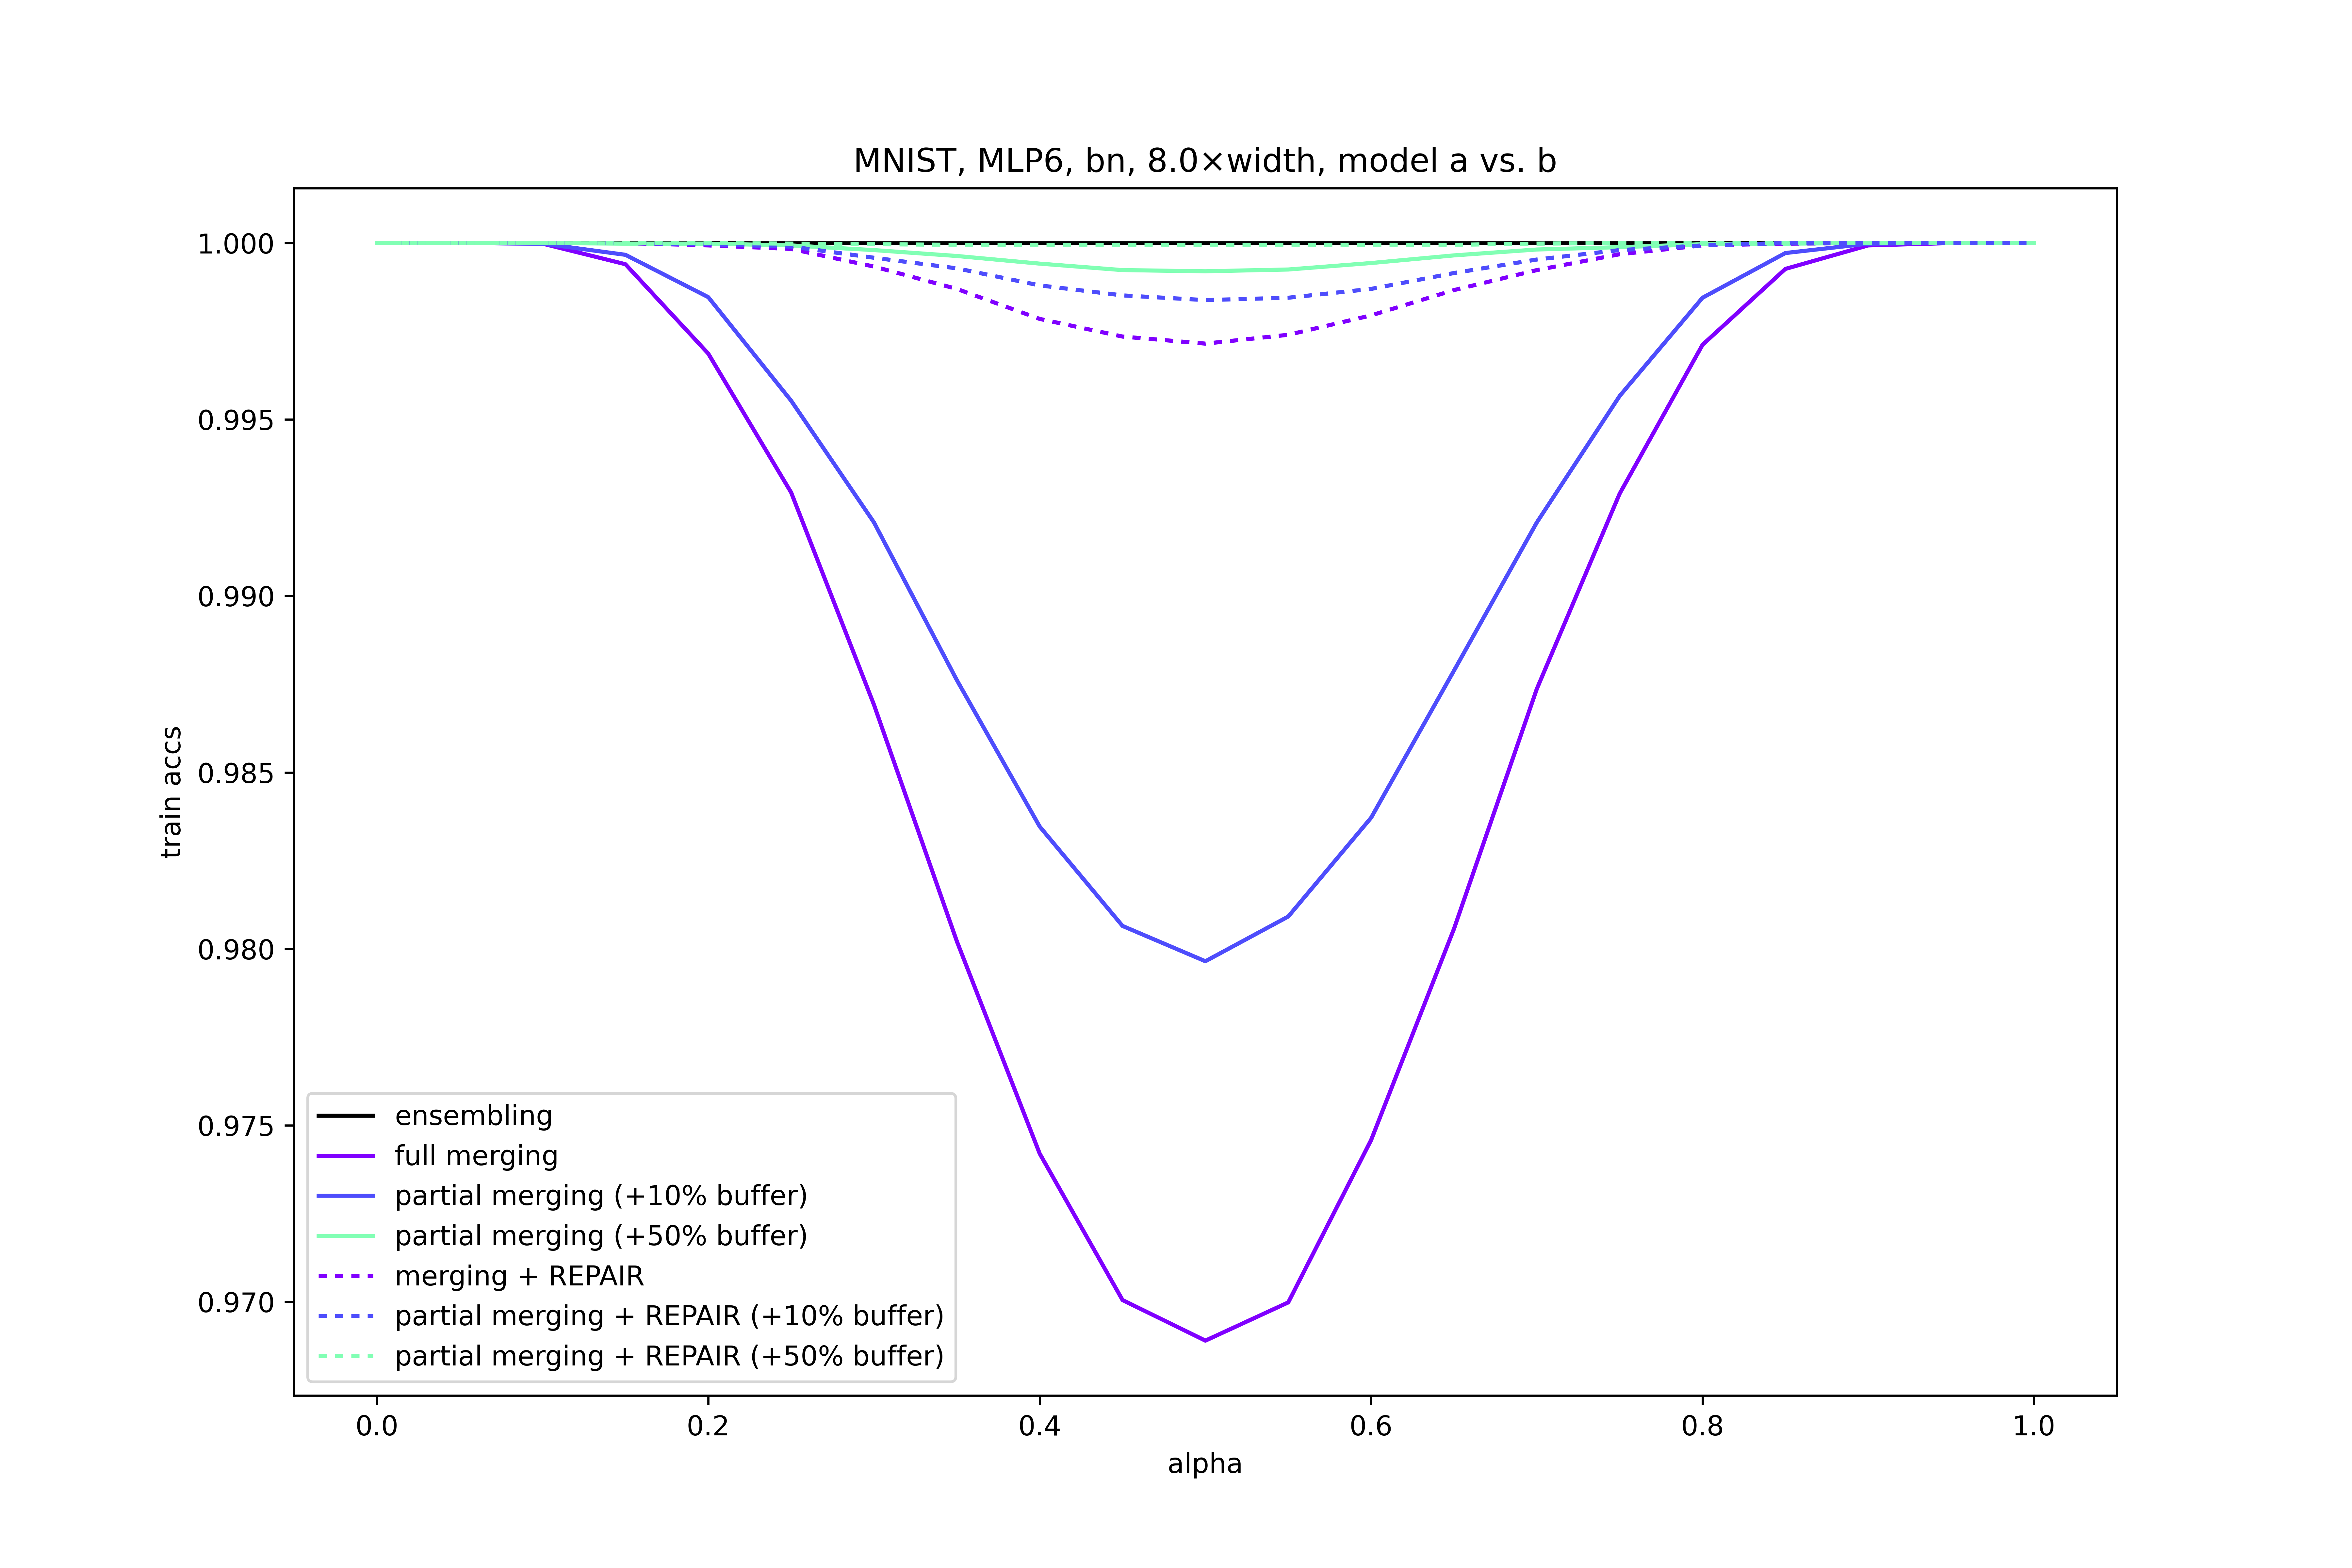 MNIST, MLP6, bn, 8.0×width, model a vs. b
1.000
0.995
0.990
0.985
0.980
0.975
0.970
train accs
ensembling
full merging
partial merging (+10% buffer)
partial merging (+50% buffer)
merging + REPAIR
partial merging + REPAIR (+10% buffer)
partial merging + REPAIR (+50% buffer)
0.0 0.2 0.4 0.6 0.8 1.0
alpha